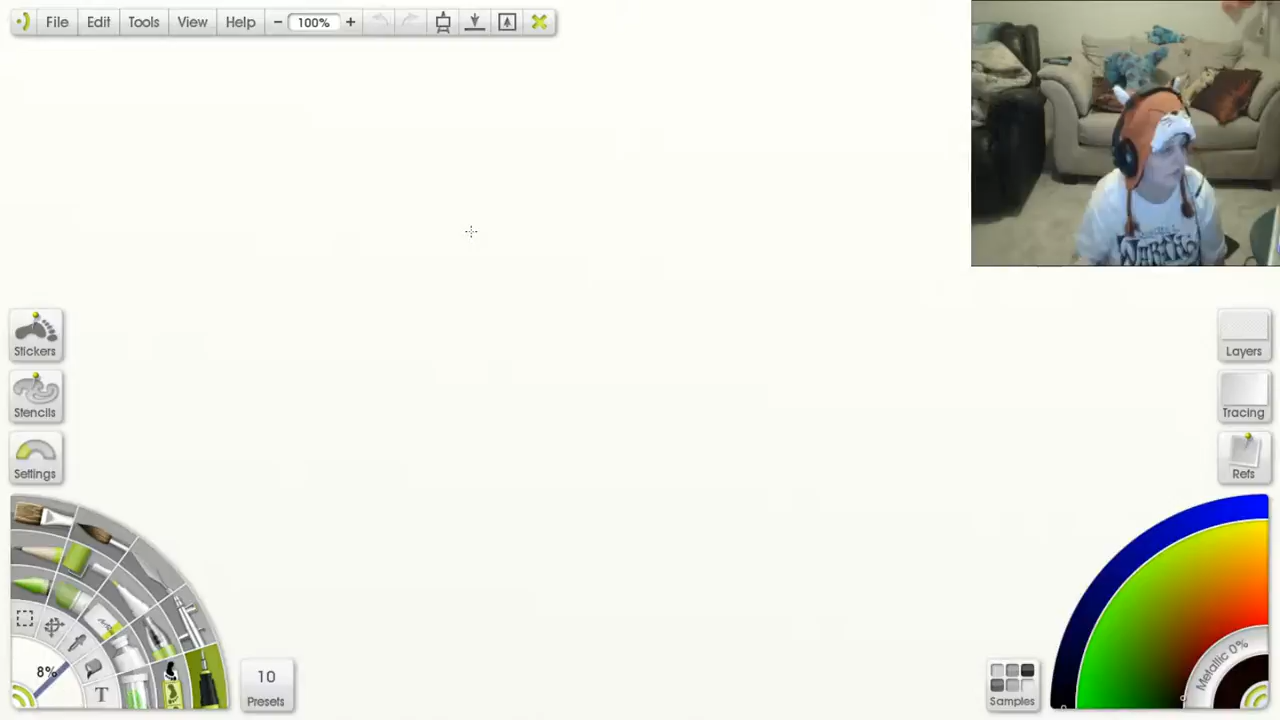 File Edit Tools View Help − 100% +
Stickers
Layers
Stencils
Tracing
Settings
Refs
8%
T
10
Presets
Samples
Metallic 0%